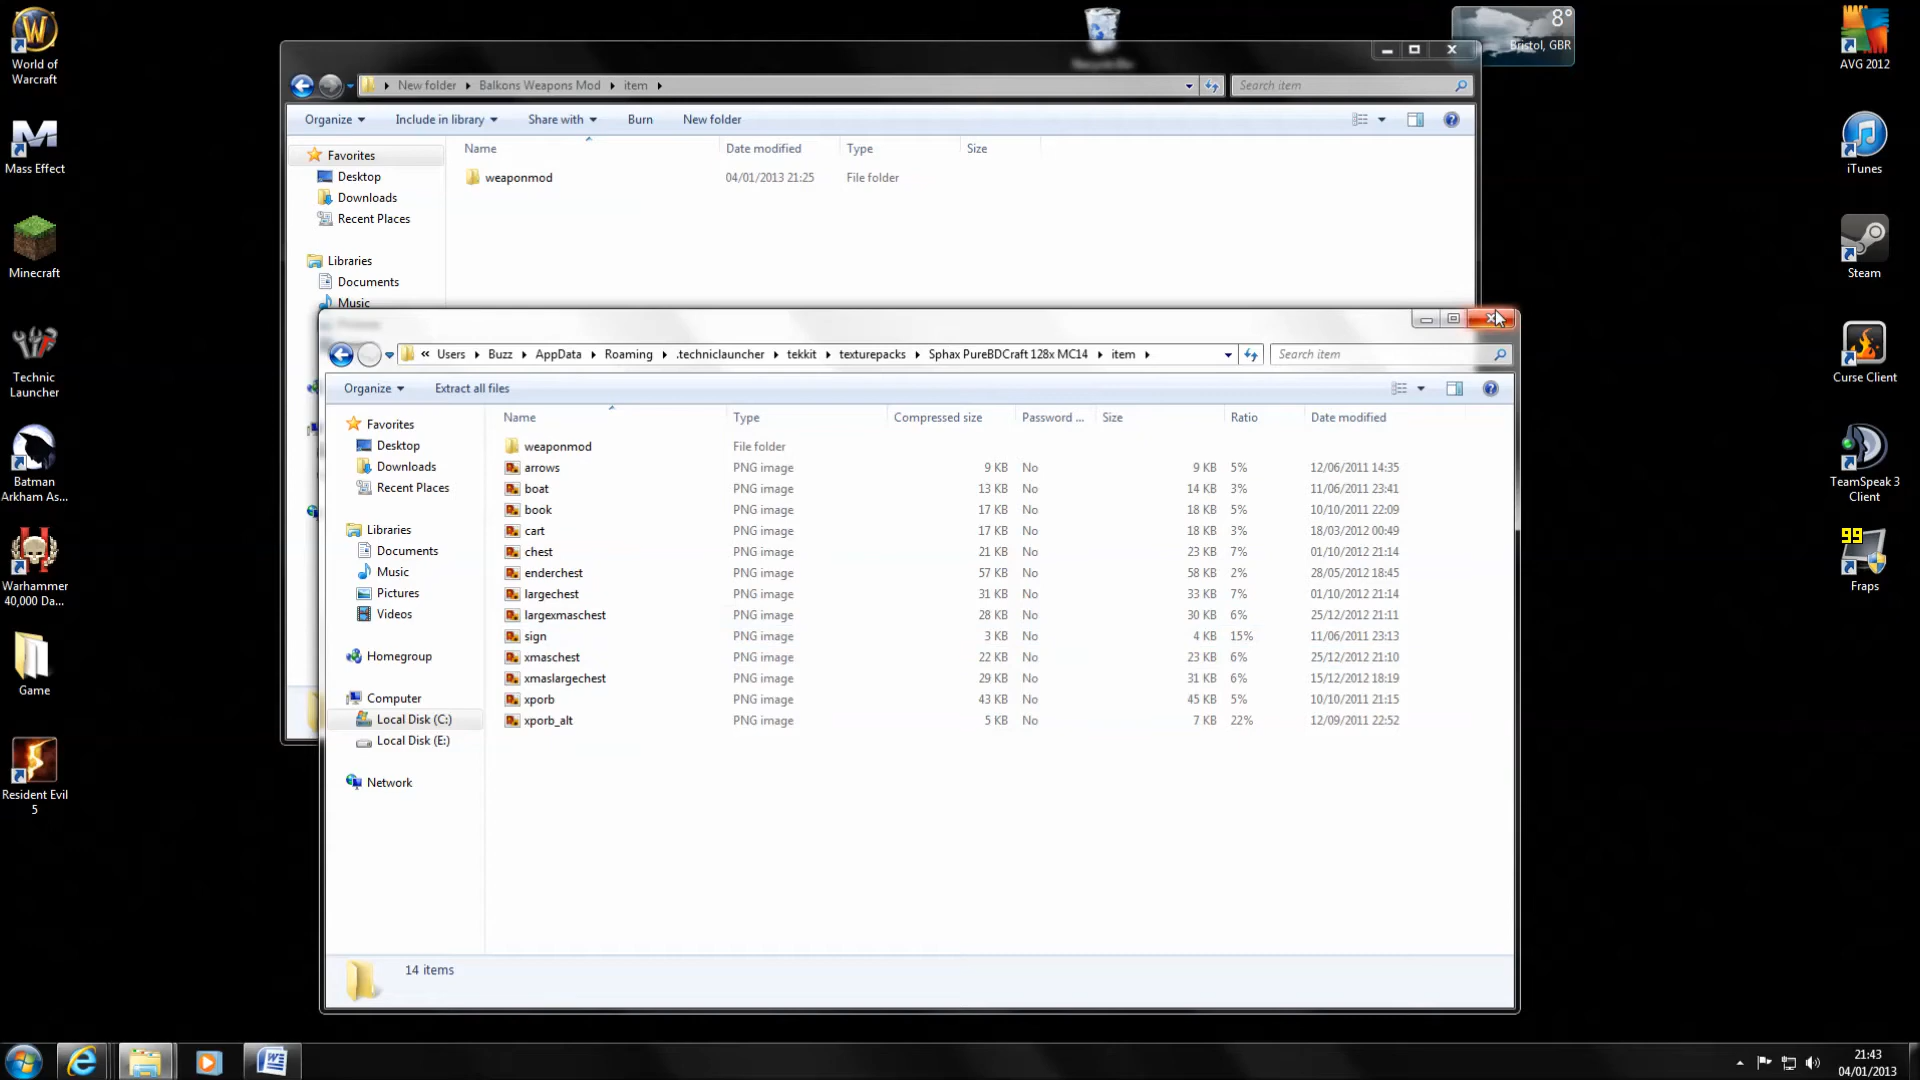 World of
Warcraft
Mass Effect
Minecraft
Technic
Launcher
Batman
Arkham As...
Warhammer
40,000 Da...
Game
Resident Evil
5
8°
Bristol, GBR
AVG 2012
iTunes
Steam
Curse Client
TeamSpeak 3
Client
99
Fraps
New folder Balkons Weapons Mod item Search item
Organize Include in library Share with Burn New folder
Name Date modified Type Size
weaponmod 04/01/2013 21:25 File folder
Favorites
Desktop
Downloads
Recent Places
Libraries
Documents
Music
« Users Buzz AppData Roaming .techniclauncher tekkit texturepacks Sphax PureBDCraft 128x MC14 item Search item
Organize Extract all files
Favorites
Desktop
Downloads
Recent Places
Libraries
Documents
Music
Pictures
Videos
Homegroup
Computer
Local Disk (C:)
Local Disk (E:)
Network
Name Type Compressed size Password ... Size Ratio Date modified
weaponmod File folder
arrows PNG image 9 KB No 9 KB 5% 12/06/2011 14:35
boat PNG image 13 KB No 14 KB 3% 11/06/2011 23:41
book PNG image 17 KB No 18 KB 5% 10/10/2011 22:09
cart PNG image 17 KB No 18 KB 3% 18/03/2012 00:49
chest PNG image 21 KB No 23 KB 7% 01/10/2012 21:14
enderchest PNG image 57 KB No 58 KB 2% 28/05/2012 18:45
largechest PNG image 31 KB No 33 KB 7% 01/10/2012 21:14
largexmaschest PNG image 28 KB No 30 KB 6% 25/12/2012 21:11
sign PNG image 3 KB No 4 KB 15% 11/06/2011 23:13
xmaschest PNG image 22 KB No 23 KB 6% 25/12/2012 21:10
xmaslargechest PNG image 29 KB No 31 KB 6% 15/12/2012 18:19
xporb PNG image 43 KB No 45 KB 5% 10/10/2011 21:15
xporb_alt PNG image 5 KB No 7 KB 22% 12/09/2011 22:52
14 items
21:43
04/01/2013